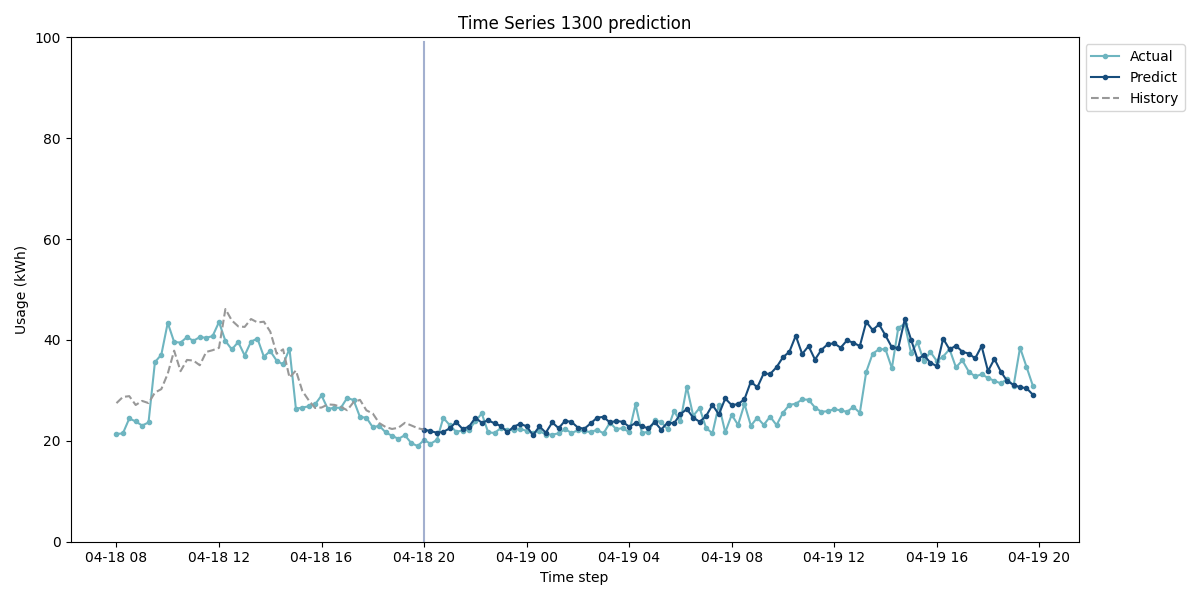 Time Series 1300 prediction
Usage (kWh)
100
80
60
40
20
0
04-18 08
04-18 12
04-18 16
04-18 20
04-19 00
04-19 04
04-19 08
04-19 12
04-19 16
04-19 20
Time step
Actual
Predict
History